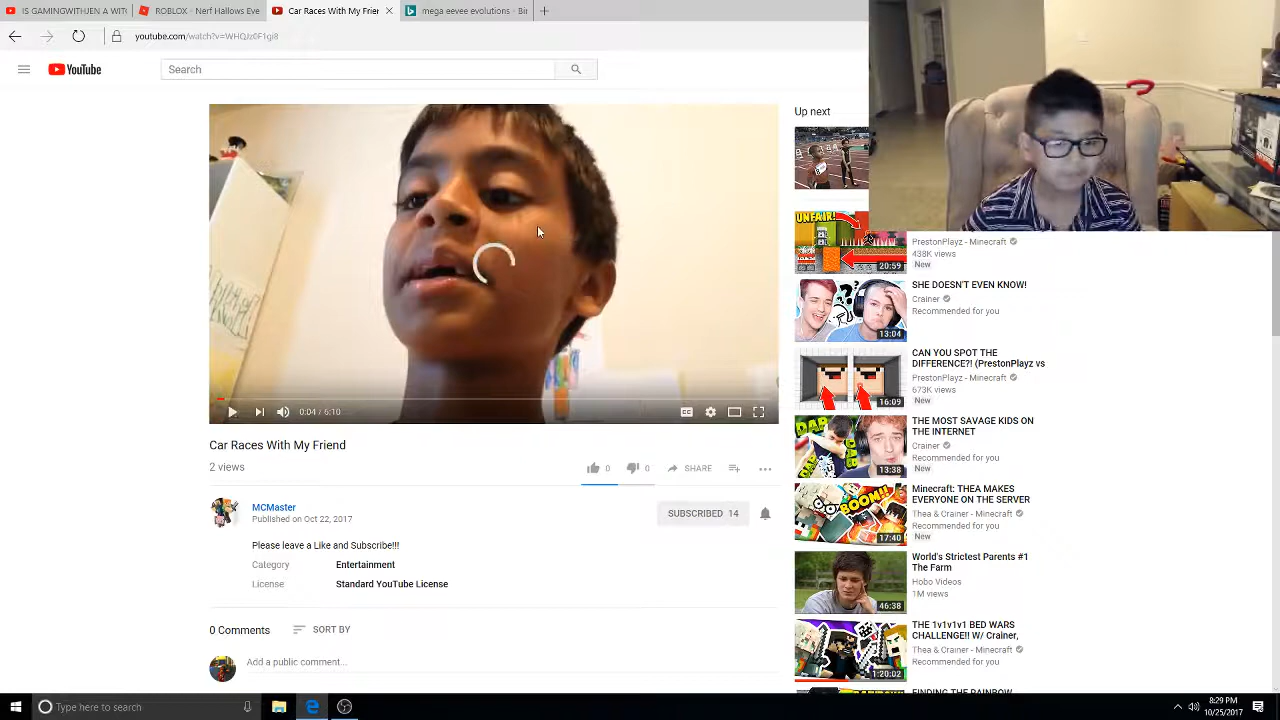 IS GAMINGWITHJEN A WIT
ROBLOX - Nerf Hallows Eve
Car Races With My Frier
mega eevee evolutions - Bi
youtube.com/watch?v=WHQJz0F1gi8
YouTube
Search
Up next
UNFAIR!
20:59
PrestonPlayz - Minecraft
438K views
New
SHE DOESN'T EVEN KNOW!
Crainer
Recommended for you
13:04
CAN YOU SPOT THE
DIFFERENCE?! (PrestonPlayz vs
PrestonPlayz - Minecraft
673K views
New
16:09
THE MOST SAVAGE KIDS ON
THE INTERNET
Crainer
Recommended for you
New
DAB
DAB
13:38
Minecraft: THEA MAKES
EVERYONE ON THE SERVER
Thea & Crainer - Minecraft
Recommended for you
New
BOOM!!
17:40
World's Strictest Parents #1
The Farm
Hobo Videos
1M views
46:38
THE 1v1v1v1 BED WARS
CHALLENGE!! W/ Crainer,
Thea & Crainer - Minecraft
Recommended for you
1:20:02
FINDING THE RAINBOW
0:04 / 6:10
CC
Car Races With My Friend
2 views
0
0
SHARE
MCMaster
Published on Oct 22, 2017
SUBSCRIBED 14
Please leave a Like and Subscribe!!!
Category
Entertainment
License
Standard YouTube License
0 Comments
SORT BY
Add a public comment...
Type here to search
8:29 PM
10/25/2017